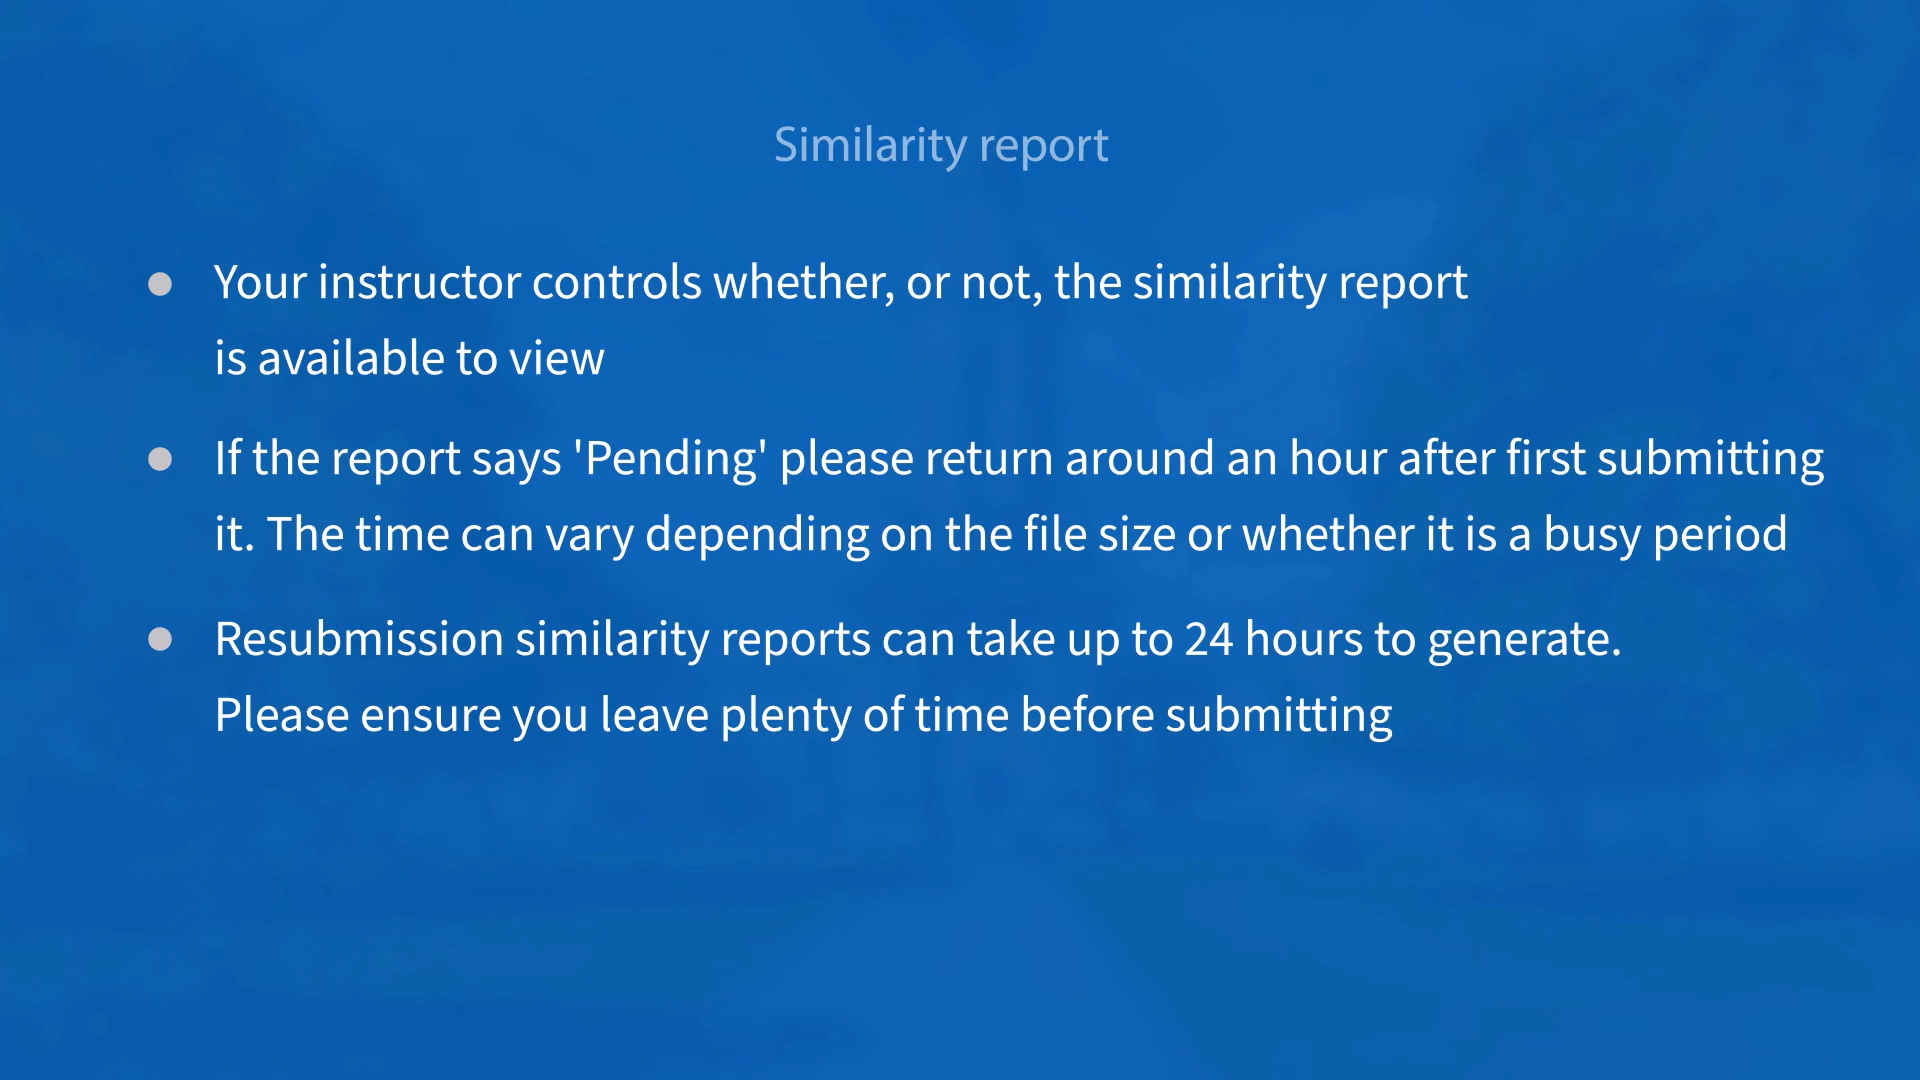 Similarity report
● Your instructor controls whether, or not, the similarity report
is available to view
● If the report says 'Pending' please return around an hour after first submitting
it. The time can vary depending on the file size or whether it is a busy period
● Resubmission similarity reports can take up to 24 hours to generate.
Please ensure you leave plenty of time before submitting